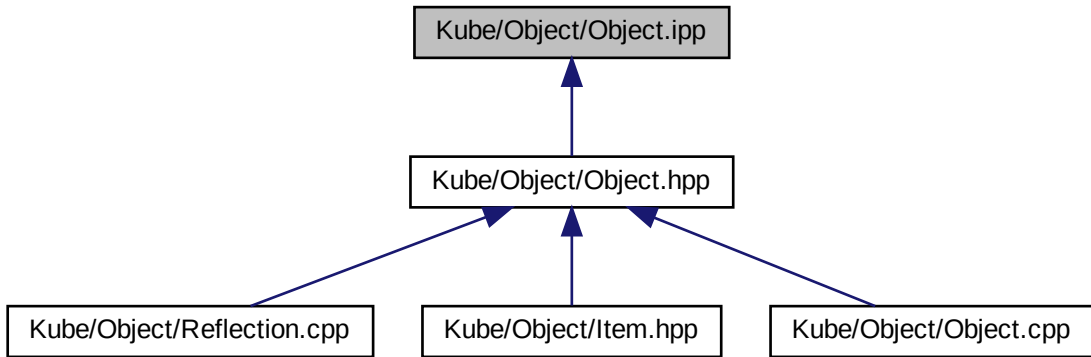 Kube/Object/Object.ipp
Kube/Object/Object.hpp
Kube/Object/Reflection.cpp
Kube/Object/Item.hpp
Kube/Object/Object.cpp